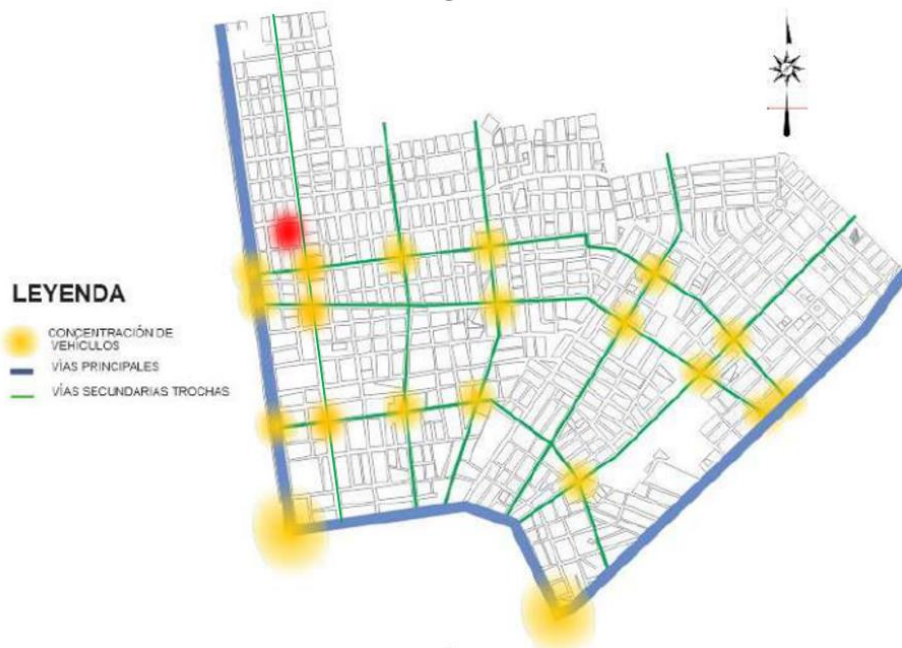 LEYENDA
CONCENTRACIÓN DE
VEHÍCULOS
VÍAS PRINCIPALES
VÍAS SECUNDARIAS TROCHAS